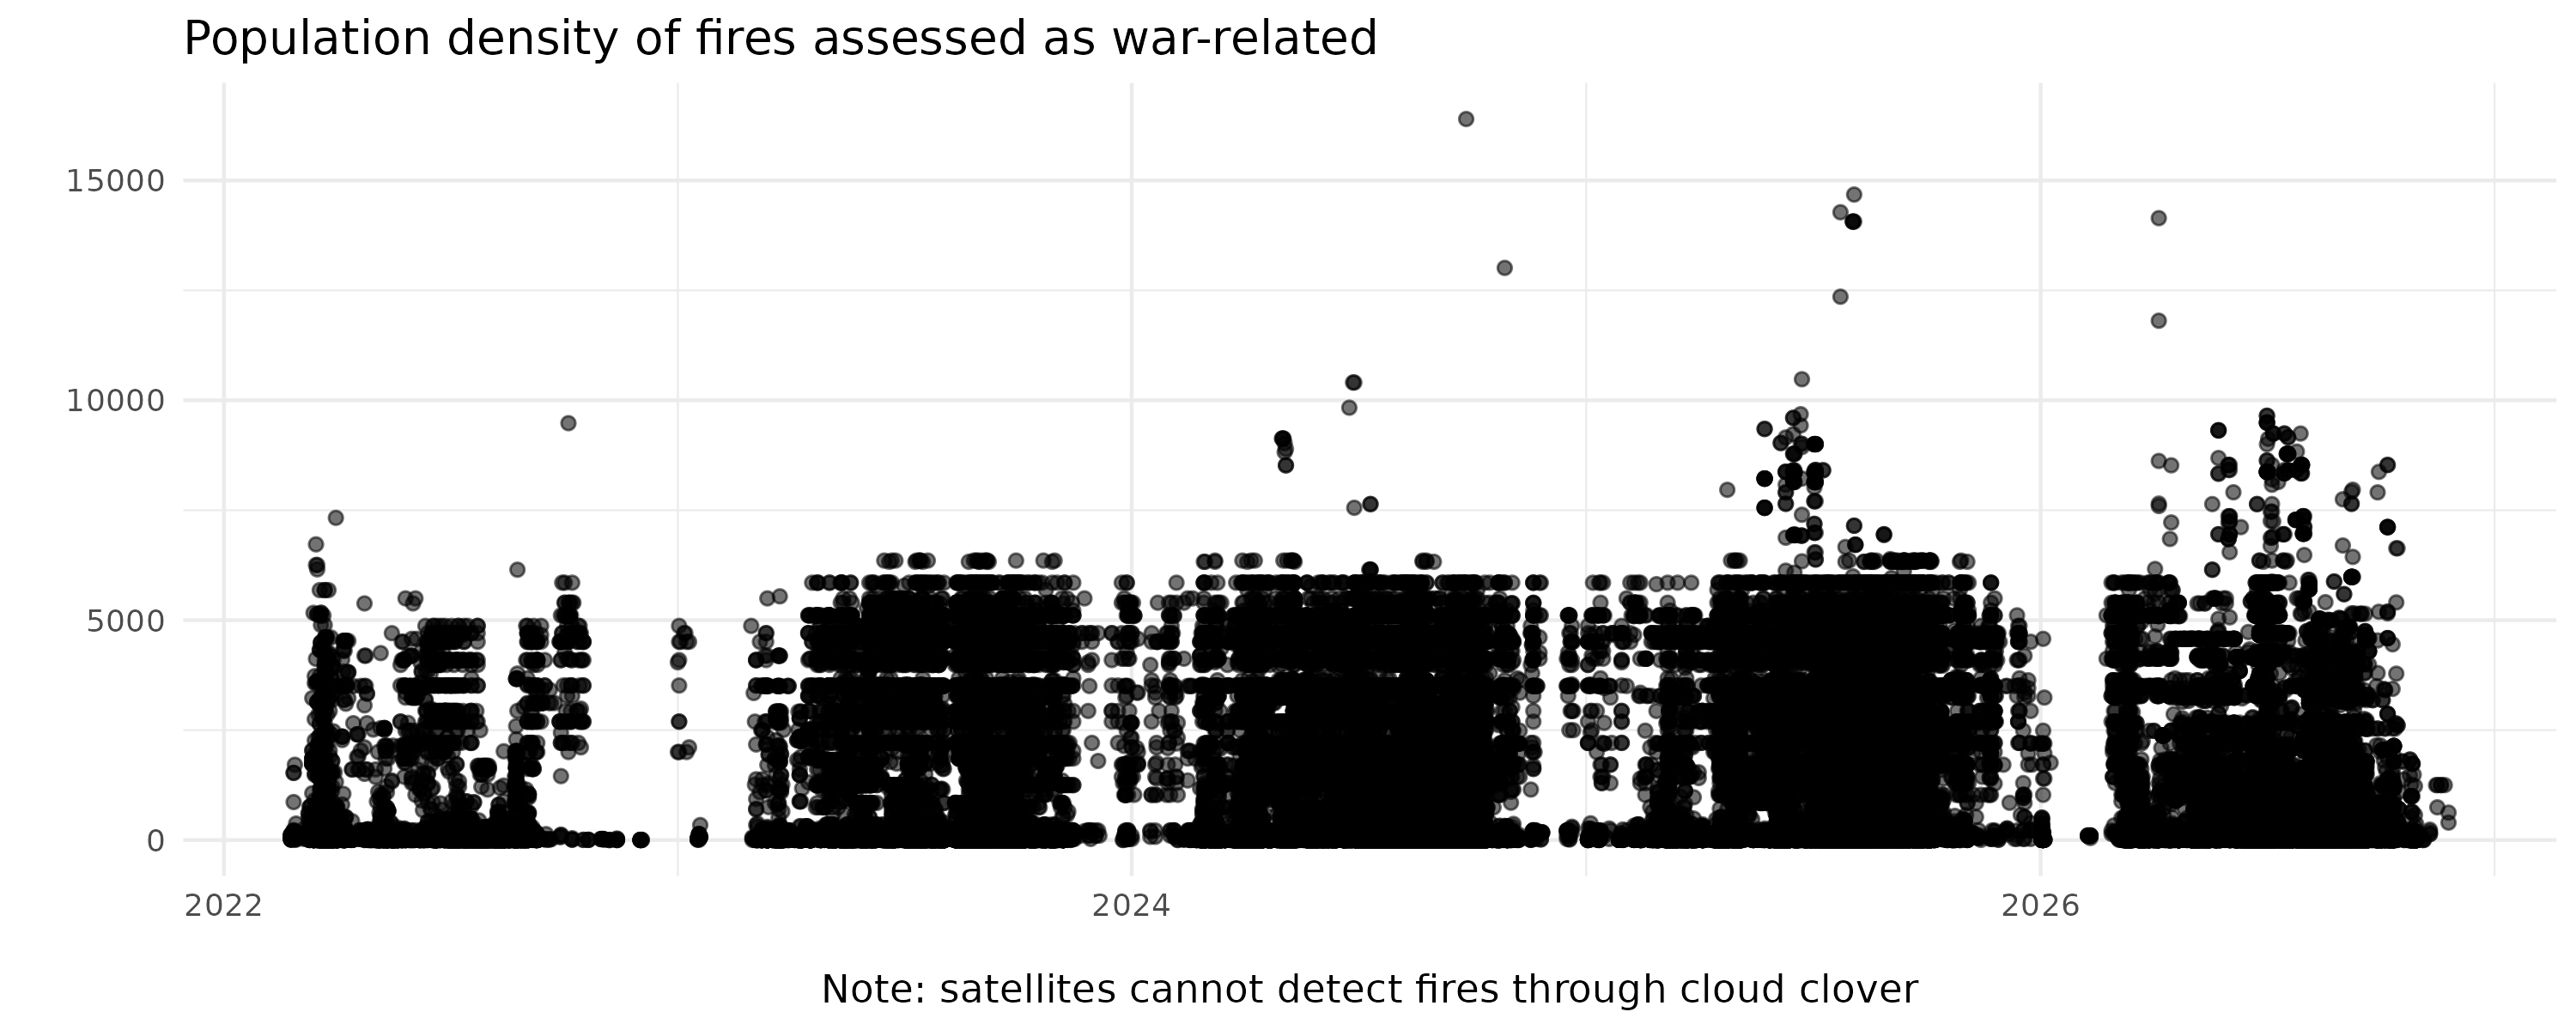 Population density of fires assessed as war-related
15000
10000
5000
0
2022 2024 2026
Note: satellites cannot detect fires through cloud clover